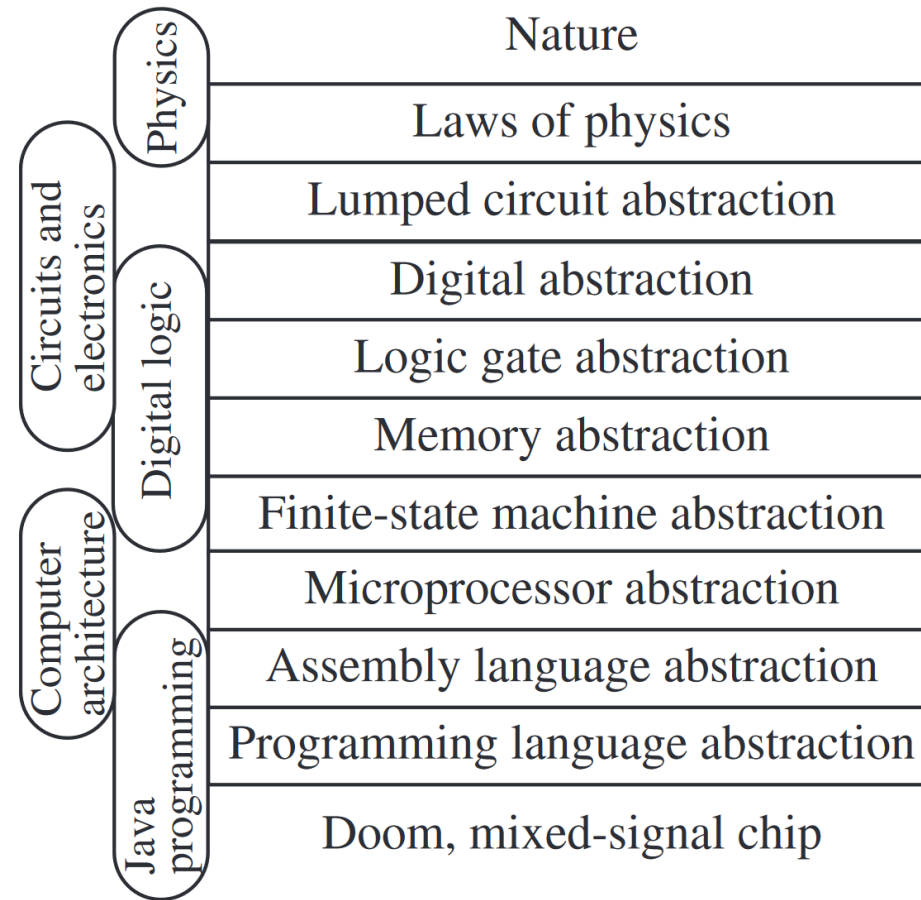 Physics
Circuits and
electronics
Digital logic
Computer
architecture
Java
programming
Nature
Laws of physics
Lumped circuit abstraction
Digital abstraction
Logic gate abstraction
Memory abstraction
Finite-state machine abstraction
Microprocessor abstraction
Assembly language abstraction
Programming language abstraction
Doom, mixed-signal chip